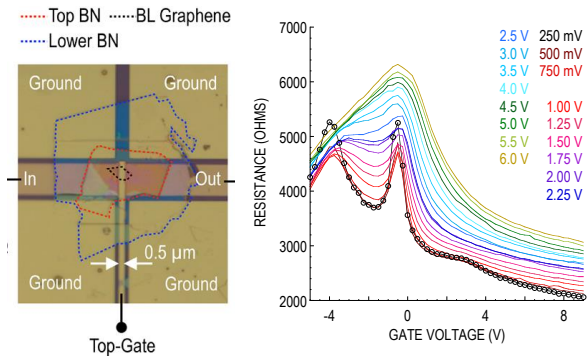 Top BN
BL Graphene
Lower BN
Ground
Ground
In
Out
0.5 µm
Ground
Ground
Top-Gate
RESISTANCE (OHMS)
7000
6000
5000
4000
3000
2000
2.5 V
250 mV
3.0 V
500 mV
3.5 V
750 mV
4.0 V
4.5 V
1.00 V
5.0 V
1.25 V
5.5 V
1.50 V
6.0 V
1.75 V
2.00 V
2.25 V
-4
0
4
8
GATE VOLTAGE (V)